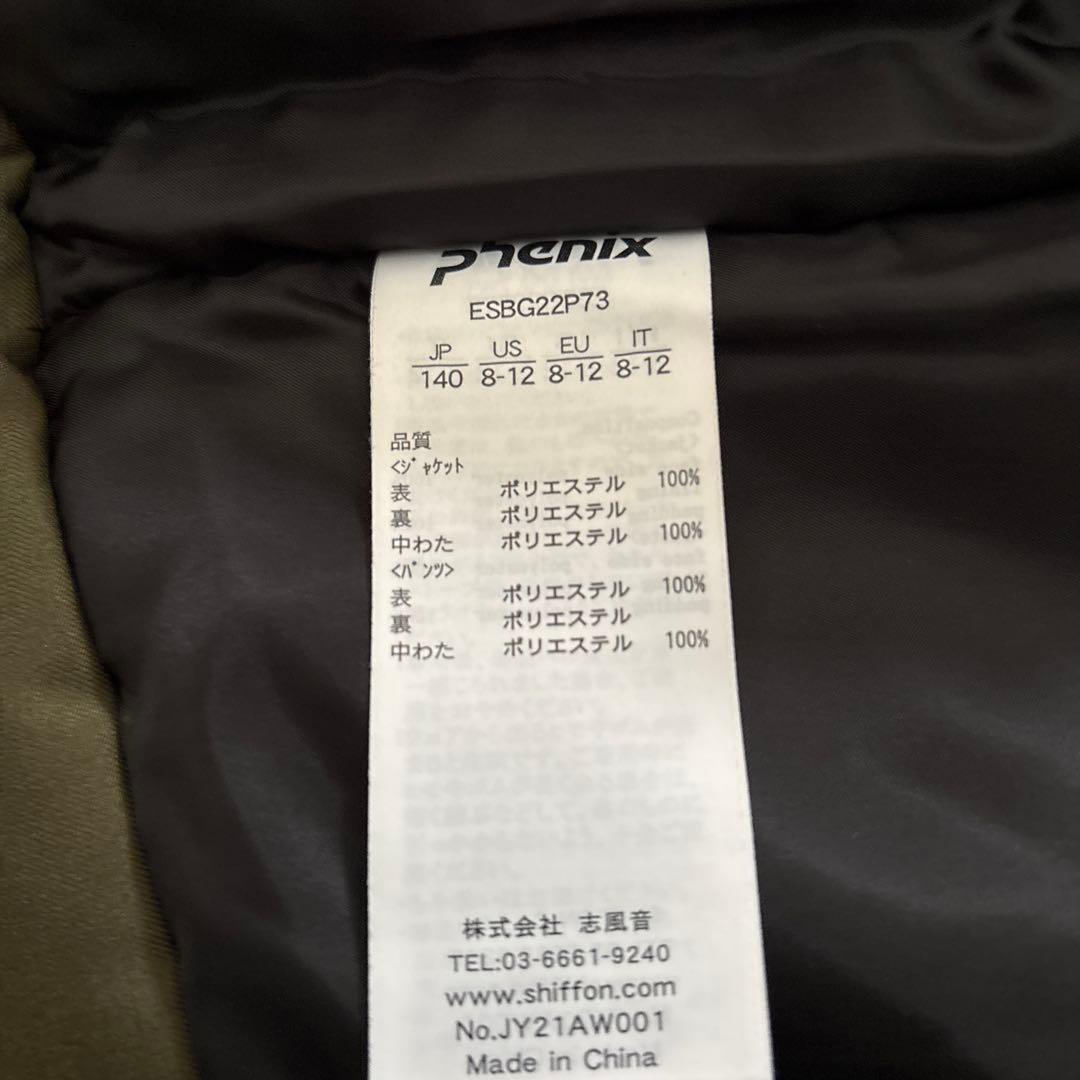 phenix
ESBG22P73
JP US EU IT
140 8-12 8-12 8-12
品質
<ｼﾞｬｹｯﾄ
表 ポリエステル 100%
裏 ポリエステル
中わた ポリエステル 100%
<ﾊﾟﾝﾂ>
表 ポリエステル 100%
裏 ポリエステル
中わた ポリエステル 100%
株式会社 志風音
TEL:03-6661-9240
www.shiffon.com
No.JY21AW001
Made in China